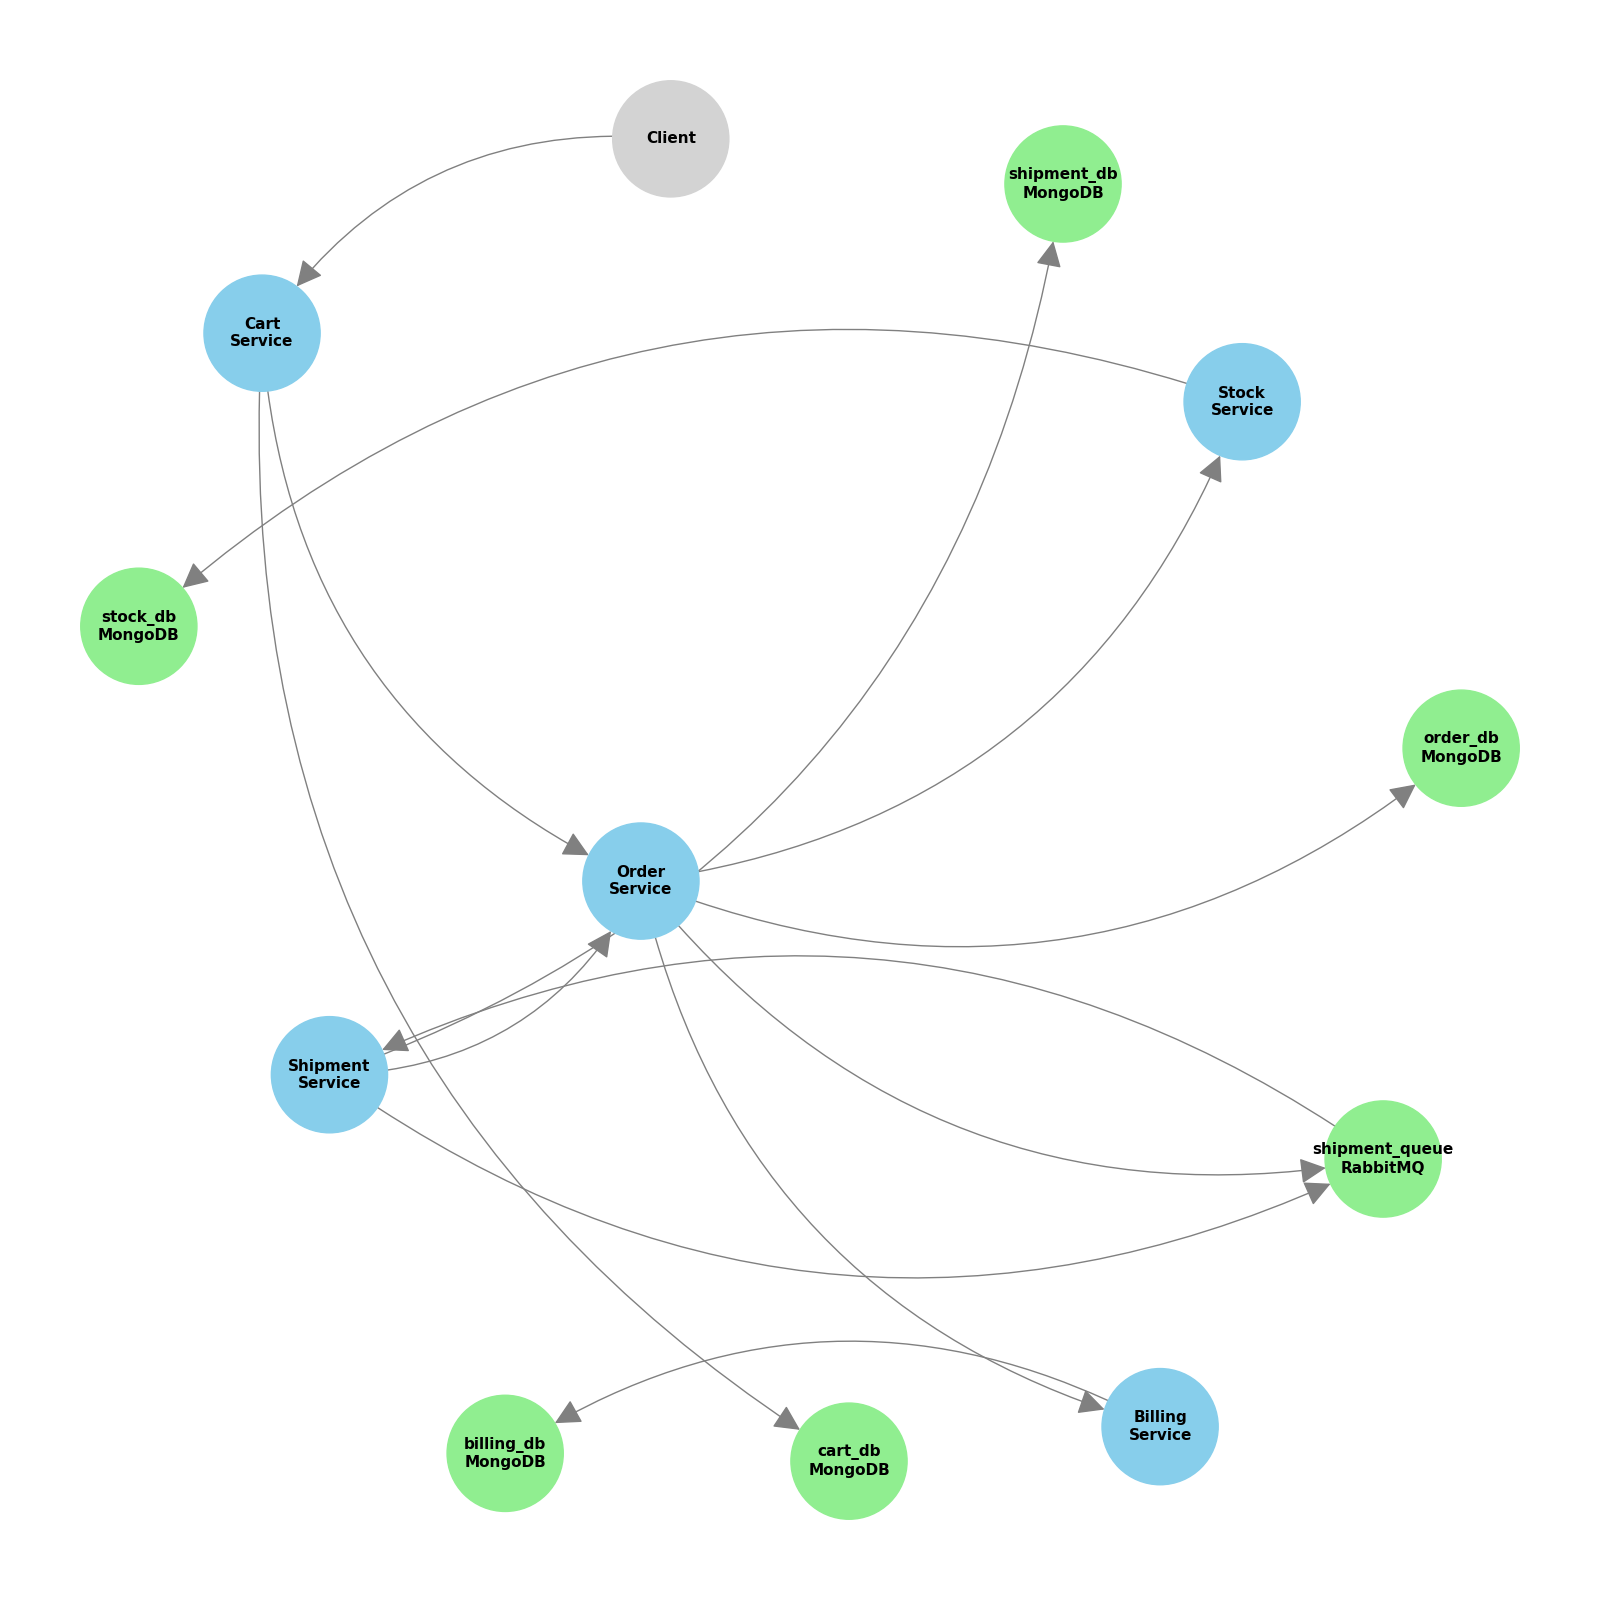 Client
shipment_db
MongoDB
Cart
Service
Stock
Service
stock_db
MongoDB
order_db
MongoDB
Order
Service
Shipment
Service
shipment_queue
RabbitMQ
billing_db
MongoDB
cart_db
MongoDB
Billing
Service